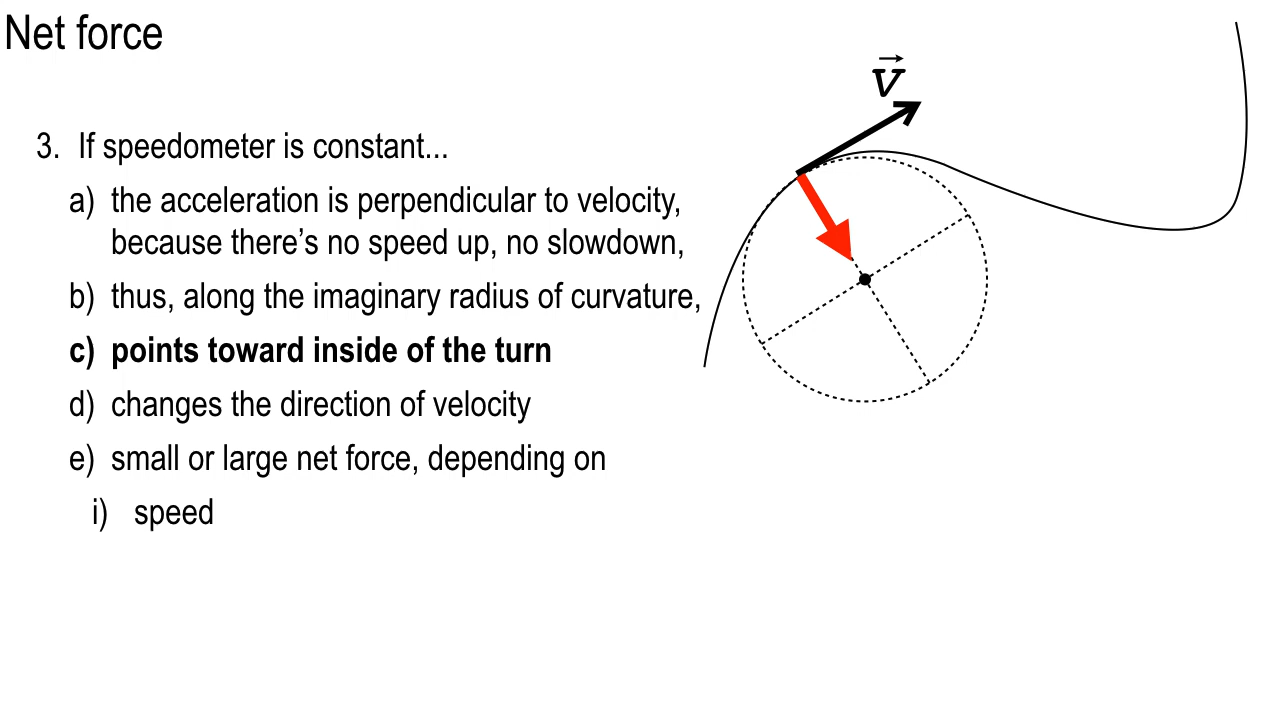 Net force
3. If speedometer is constant...
a) the acceleration is perpendicular to velocity,
because there’s no speed up, no slowdown,
b) thus, along the imaginary radius of curvature,
c) points toward inside of the turn
d) changes the direction of velocity
e) small or large net force, depending on
i) speed
v⃗